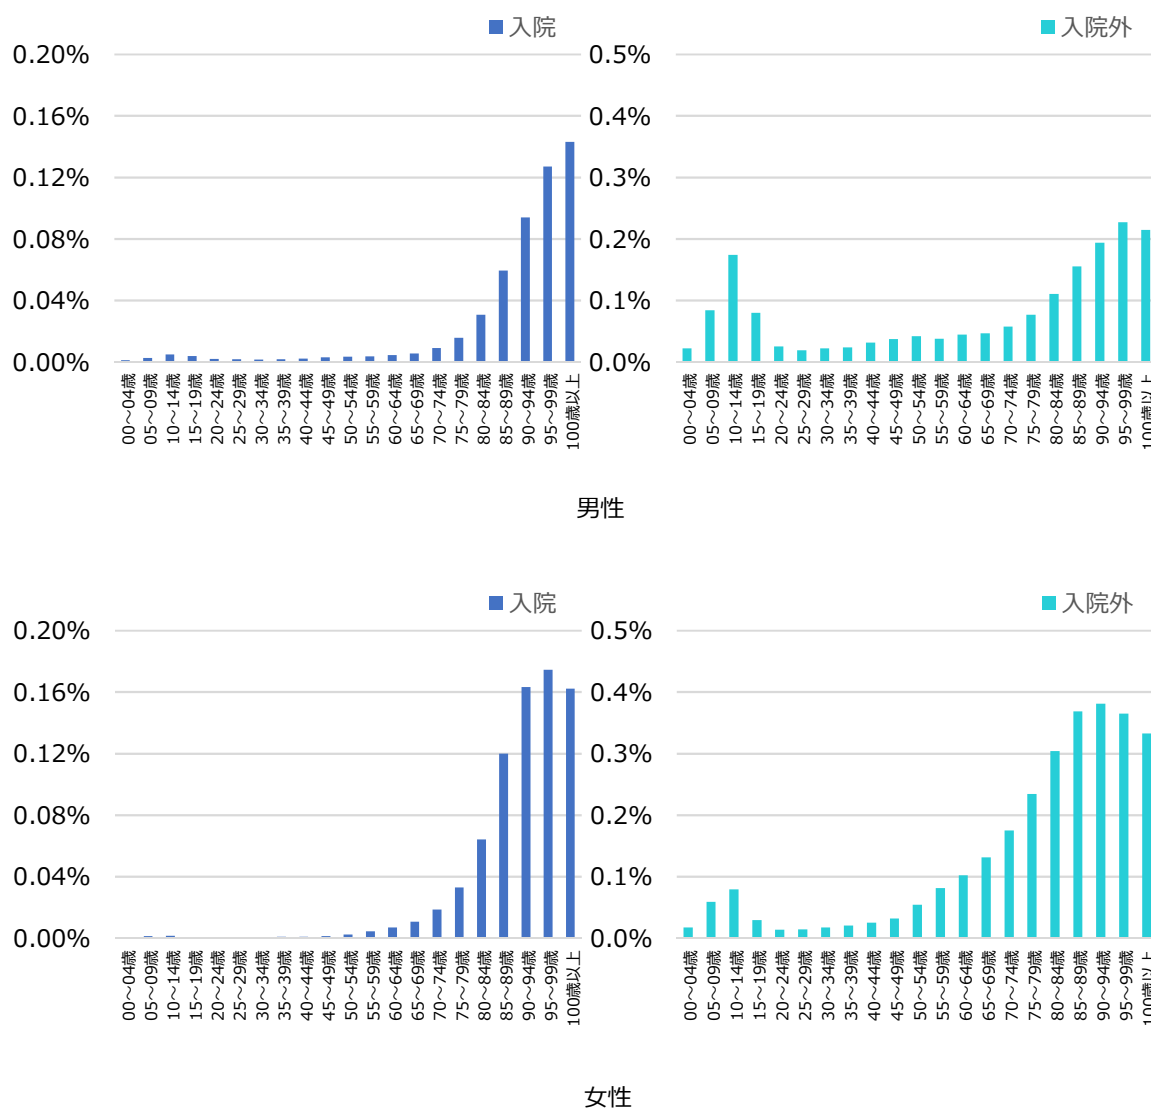 入院
0.20%
0.16%
0.12%
0.08%
0.04%
0.00%
00～04歳
05～09歳
10～14歳
15～19歳
20～24歳
25～29歳
30～34歳
35～39歳
40～44歳
45～49歳
50～54歳
55～59歳
60～64歳
65～69歳
70～74歳
75～79歳
80～84歳
85～89歳
90～94歳
95～99歳
100歳以上
入院外
0.5%
0.4%
0.3%
0.2%
0.1%
0.0%
00～04歳
05～09歳
10～14歳
15～19歳
20～24歳
25～29歳
30～34歳
35～39歳
40～44歳
45～49歳
50～54歳
55～59歳
60～64歳
65～69歳
70～74歳
75～79歳
80～84歳
85～89歳
90～94歳
95～99歳
100歳以上
男性
入院
0.20%
0.16%
0.12%
0.08%
0.04%
0.00%
00～04歳
05～09歳
10～14歳
15～19歳
20～24歳
25～29歳
30～34歳
35～39歳
40～44歳
45～49歳
50～54歳
55～59歳
60～64歳
65～69歳
70～74歳
75～79歳
80～84歳
85～89歳
90～94歳
95～99歳
100歳以上
入院外
0.5%
0.4%
0.3%
0.2%
0.1%
0.0%
00～04歳
05～09歳
10～14歳
15～19歳
20～24歳
25～29歳
30～34歳
35～39歳
40～44歳
45～49歳
50～54歳
55～59歳
60～64歳
65～69歳
70～74歳
75～79歳
80～84歳
85～89歳
90～94歳
95～99歳
100歳以上
女性